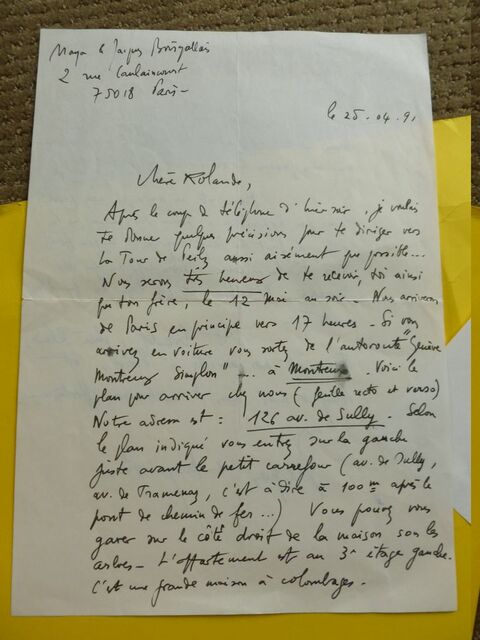 Maya & Jacques
2 rue Caulaincourt
75018 Paris -
le 25.04.91
Chère Rolande,
Après le coup de téléphone d'hier soir, je voulais
te donner quelques précisions pour te diriger vers
La Tour de Peilz aussi aisément que possible...
Nous serons très heureux de te recevoir, toi ainsi
que ton frère, le 12 mai au soir - Nous arriverons
de Paris en principe vers 17 heures - Si vous
arrivez en voiture vous sortez de l'autoroute "Genève
Montreux Simplon" ... à Montreux. Voici le
plan pour arriver chez nous (feuille recto et verso)
Notre adresse est : 126 av. de Sully. Selon
le plan indiqué vous entrez sur la gauche
juste avant le petit carrefour (av. de Sully,
av. de Traménaz, c'est à dire à 100m après le
pont de chemin de fer...) Vous pouvez vous
garer sur le côté droit de la maison sous les
arbres - L'appartement est au 3e étage gauche.
C'est une grande maison à colombages.